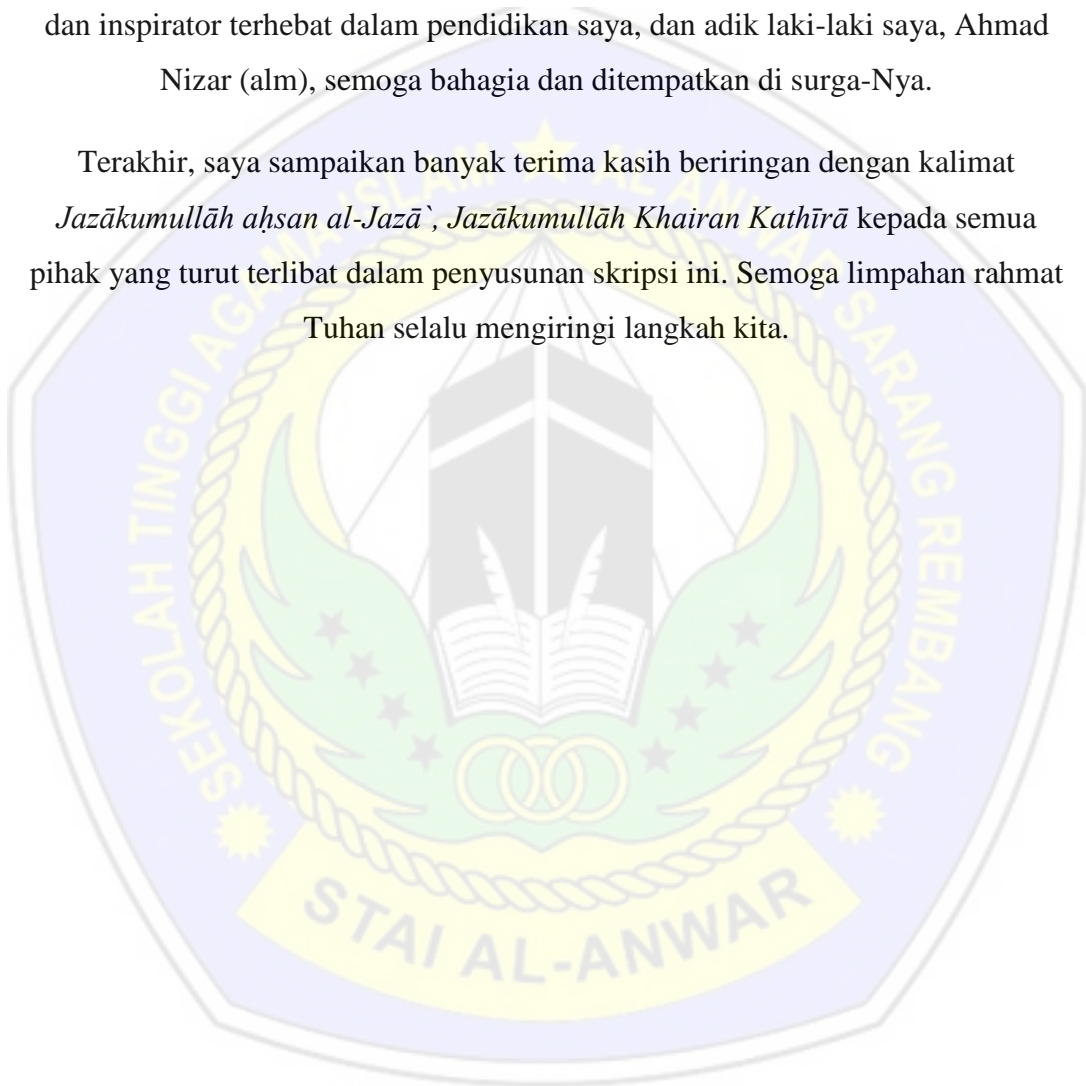 dan inspirator terhebat dalam pendidikan saya, dan adik laki-laki saya, Ahmad
Nizar (alm), semoga bahagia dan ditempatkan di surga-Nya.
Terakhir, saya sampaikan banyak terima kasih beriringan dengan kalimat
Jazākumullāh aḥsan al-Jazā`, Jazākumullāh Khairan Kathīrā kepada semua
pihak yang turut terlibat dalam penyusunan skripsi ini. Semoga limpahan rahmat
Tuhan selalu mengiringi langkah kita.
SEKOLAH TINGGI AGAMA ISLAM AL ANWAR SARANG REMBANG
STAI AL-ANWAR